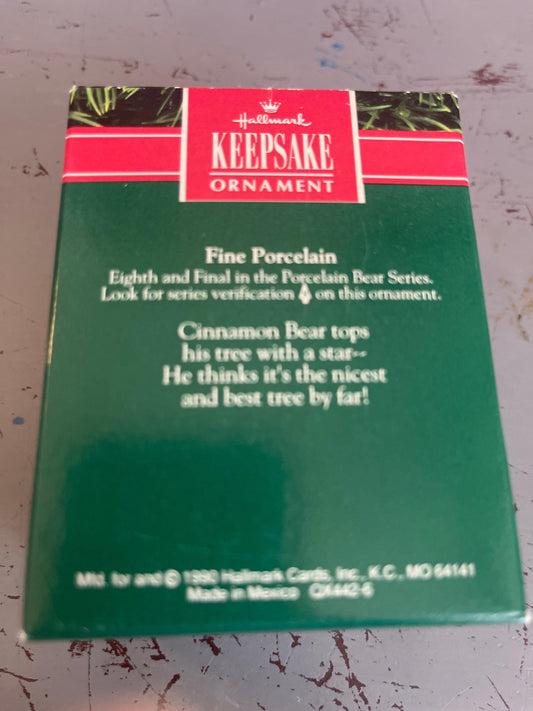 Hallmark
KEEPSAKE
ORNAMENT
Fine Porcelain
Eighth and Final in the Porcelain Bear Series.
Look for series verification on this ornament.
Cinnamon Bear tops
his tree with a star--
He thinks it's the nicest
and best tree by far!
Mfd. for and © 1990 Hallmark Cards, Inc., K.C., MO 64141
Made in Mexico QX442-6